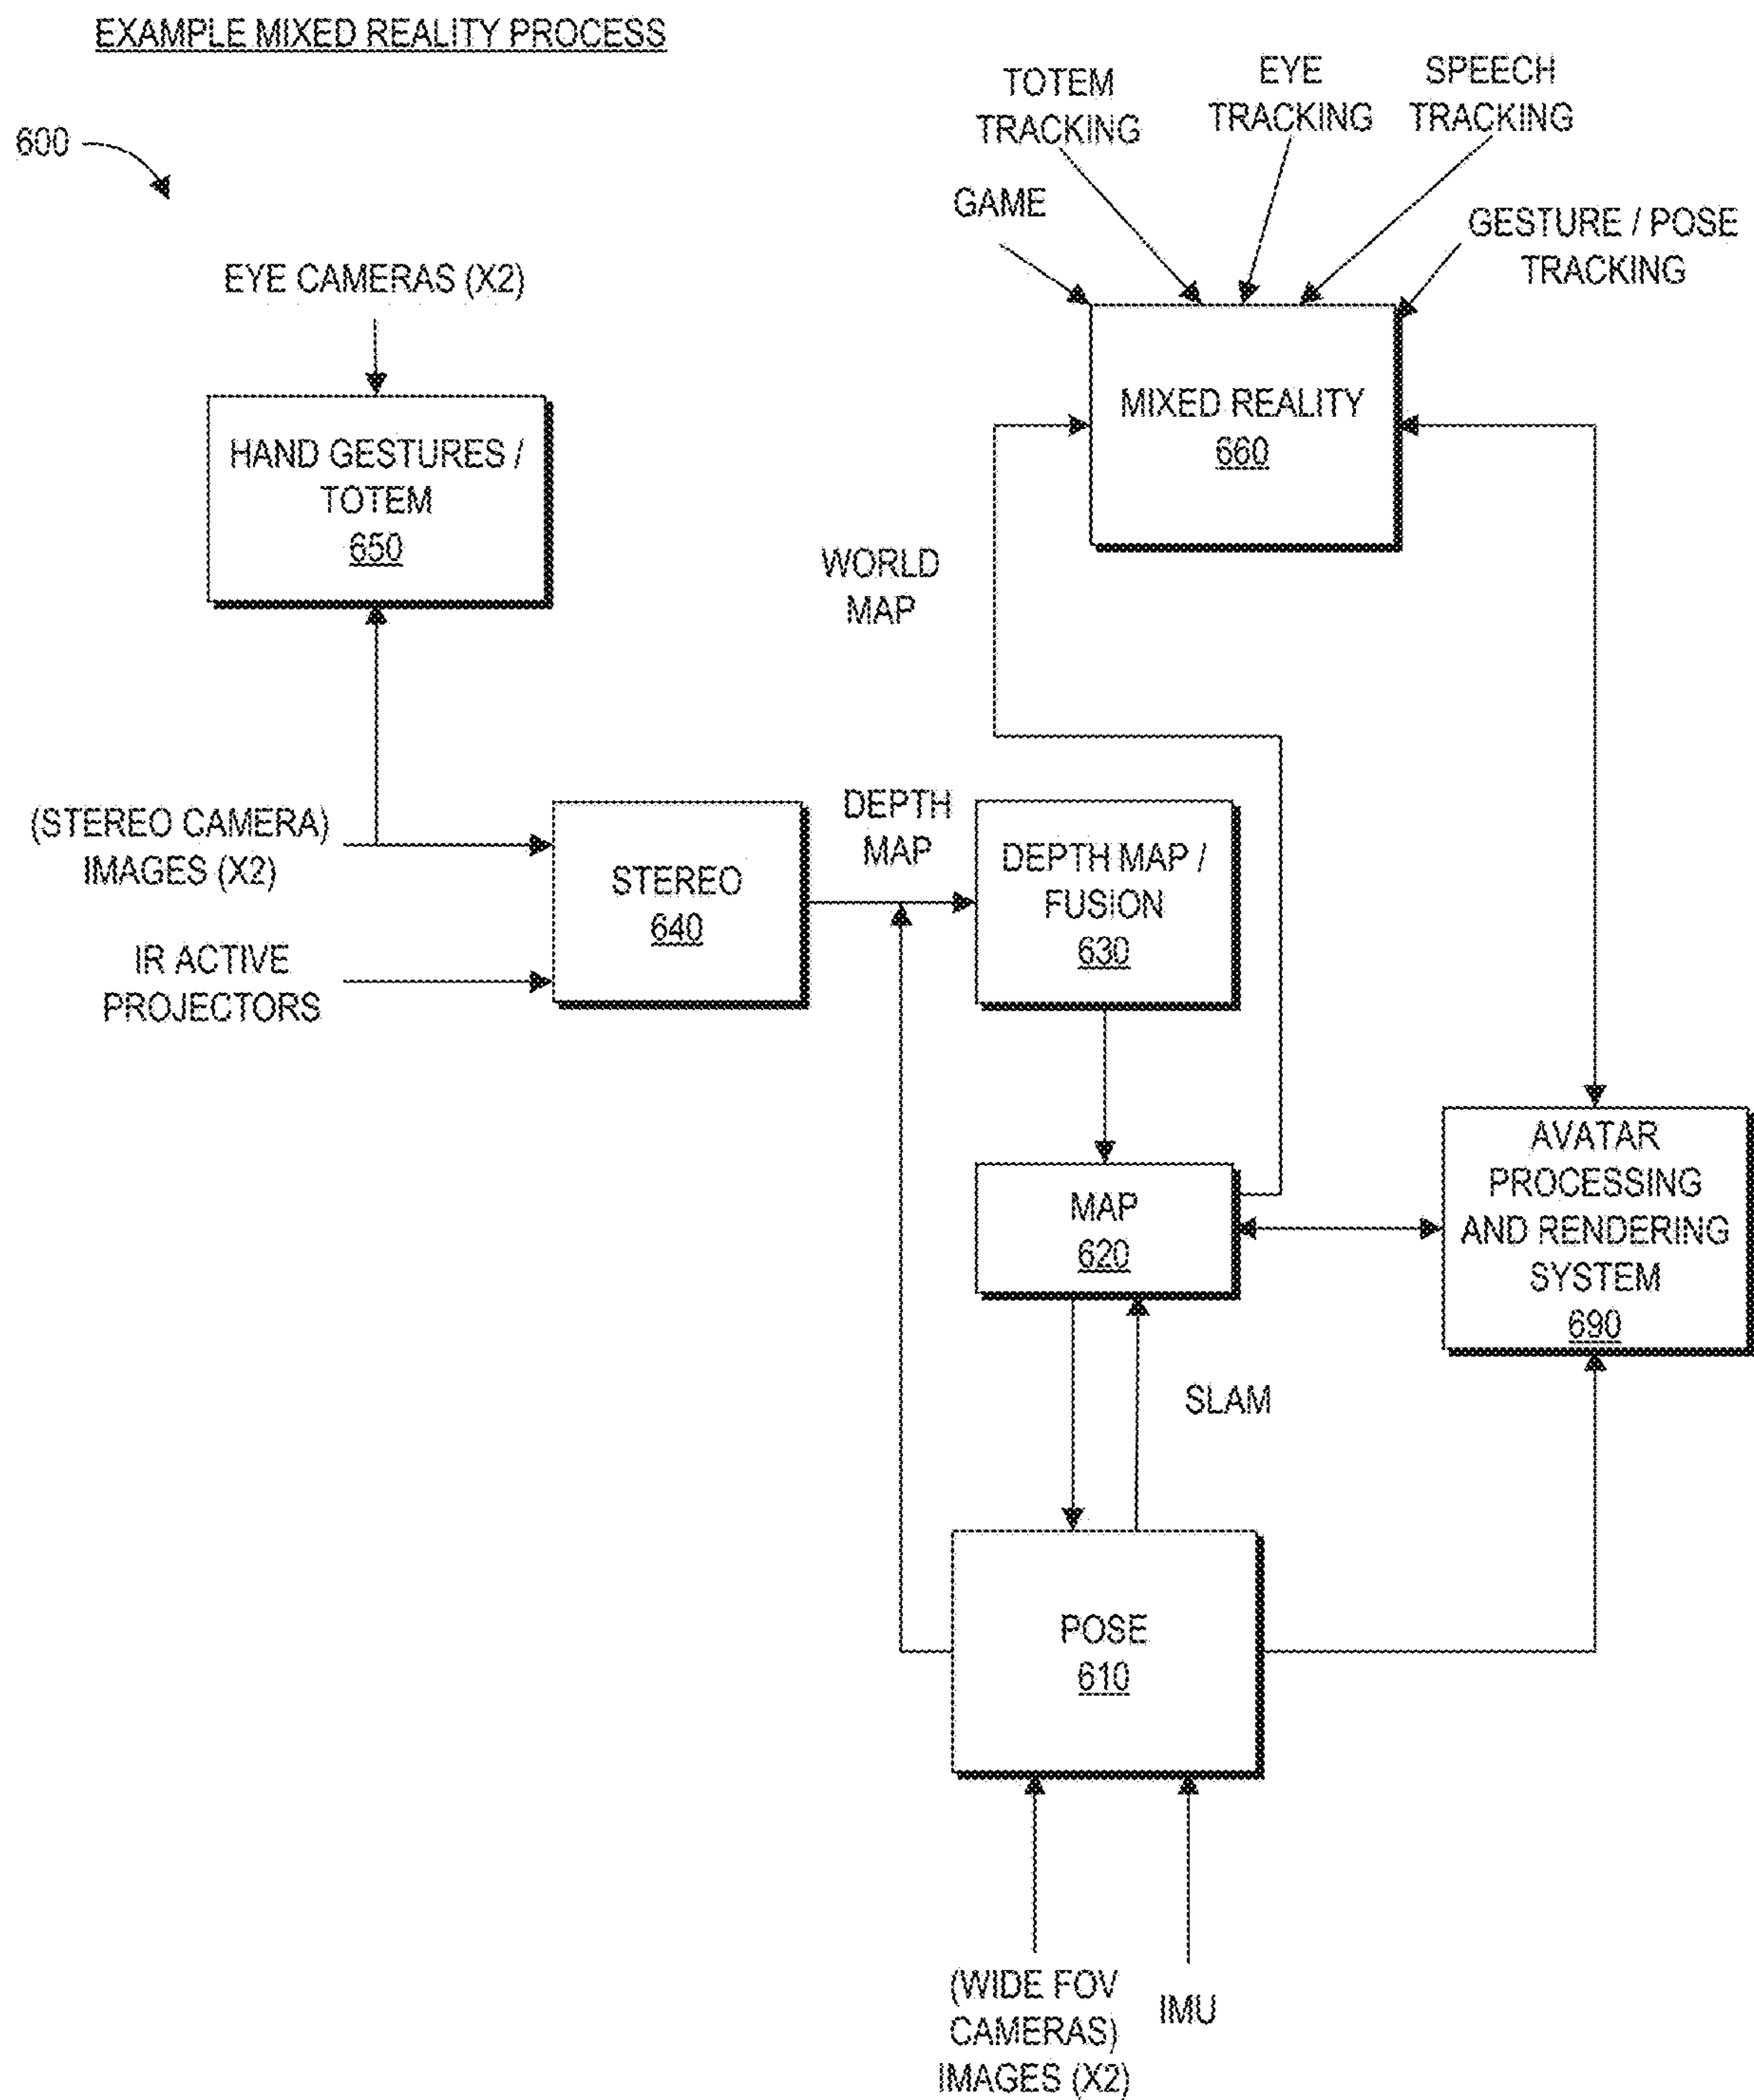 EXAMPLE MIXED REALITY PROCESS
600
TOTEM
TRACKING
EYE
TRACKING
SPEECH
TRACKING
GAME
GESTURE / POSE
TRACKING
EYE CAMERAS (X2)
HAND GESTURES /
TOTEM
650
MIXED REALITY
660
WORLD
MAP
(STEREO CAMERA)
IMAGES (X2)
IR ACTIVE
PROJECTORS
STEREO
640
DEPTH
MAP
DEPTH MAP /
FUSION
630
MAP
620
AVATAR
PROCESSING
AND RENDERING
SYSTEM
690
SLAM
POSE
610
(WIDE FOV
CAMERAS)
IMAGES (X2)
IMU